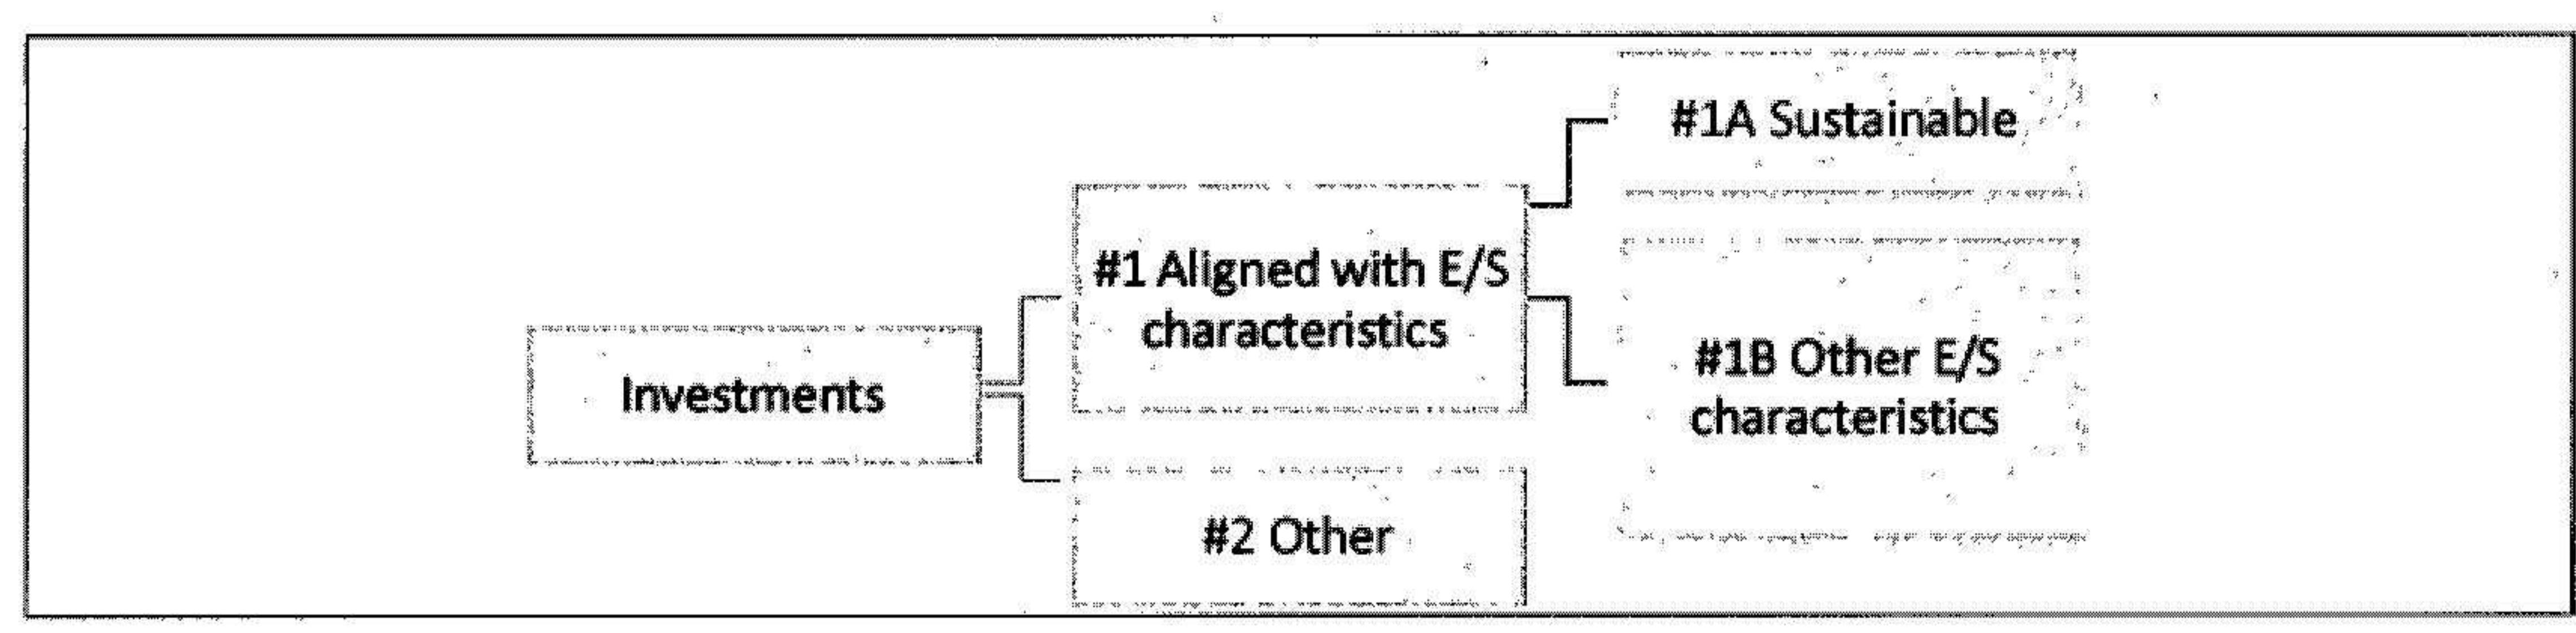 #1A Sustainable
#1 Aligned with E/S
characteristics
#1B Other E/S
characteristics
Investments
#2 Other